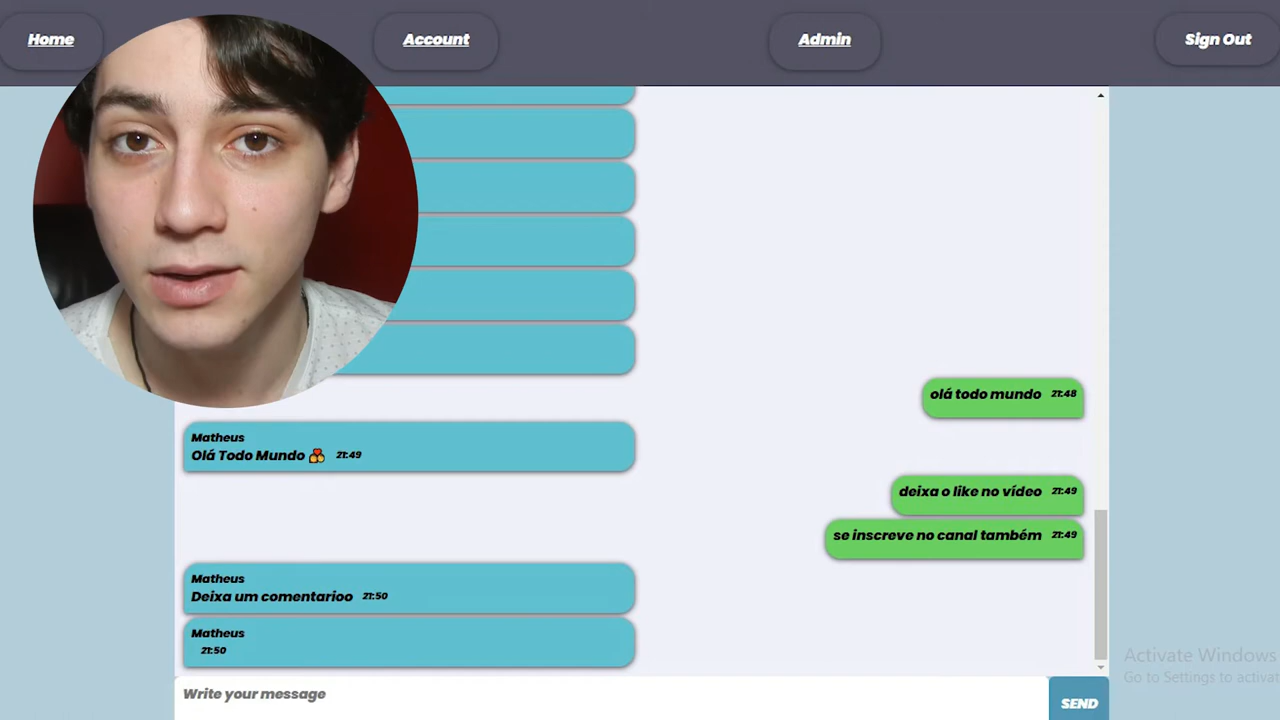 Home
Account
Admin
Sign Out
olá todo mundo 21:48
Matheus
Olá Todo Mundo 21:49
deixa o like no vídeo 21:49
se inscreve no canal também 21:49
Matheus
Deixa um comentarioo 21:50
Matheus
21:50
Write your message
SEND
Activate Windows
Go to Settings to activat